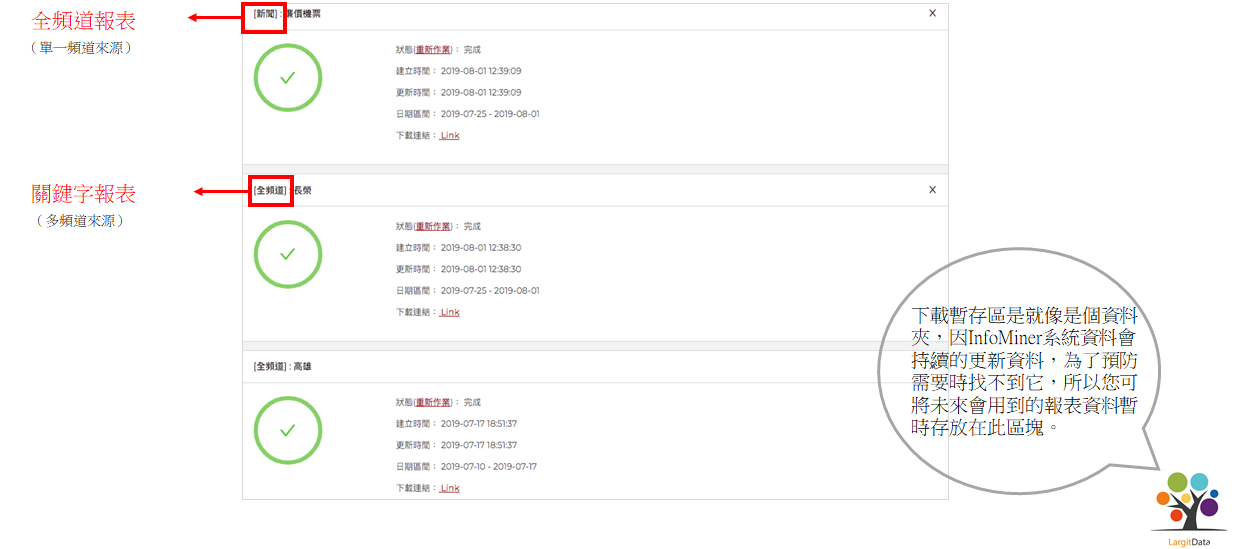 全頻道報表
（單一頻道來源）
[新聞] : 廉價機票
X
狀態(重新作業)： 完成
建立時間： 2019-08-01 12:39:09
更新時間： 2019-08-01 12:39:09
日期區間： 2019-07-25 - 2019-08-01
下載連結： Link
關鍵字報表
（多頻道來源）
[全頻道] : 長榮
X
狀態(重新作業)： 完成
建立時間： 2019-08-01 12:38:30
更新時間： 2019-08-01 12:38:30
日期區間： 2019-07-25 - 2019-08-01
下載連結： Link
[全頻道] : 高雄
狀態(重新作業)： 完成
建立時間： 2019-07-17 18:51:37
更新時間： 2019-07-17 18:51:37
日期區間： 2019-07-10 - 2019-07-17
下載連結： Link
下載暫存區是就像是個資料
夾，因InfoMiner系統資料會
持續的更新資料，為了預防
需要時找不到它，所以您可
將未來會用到的報表資料暫
時存放在此區塊。
LargitData